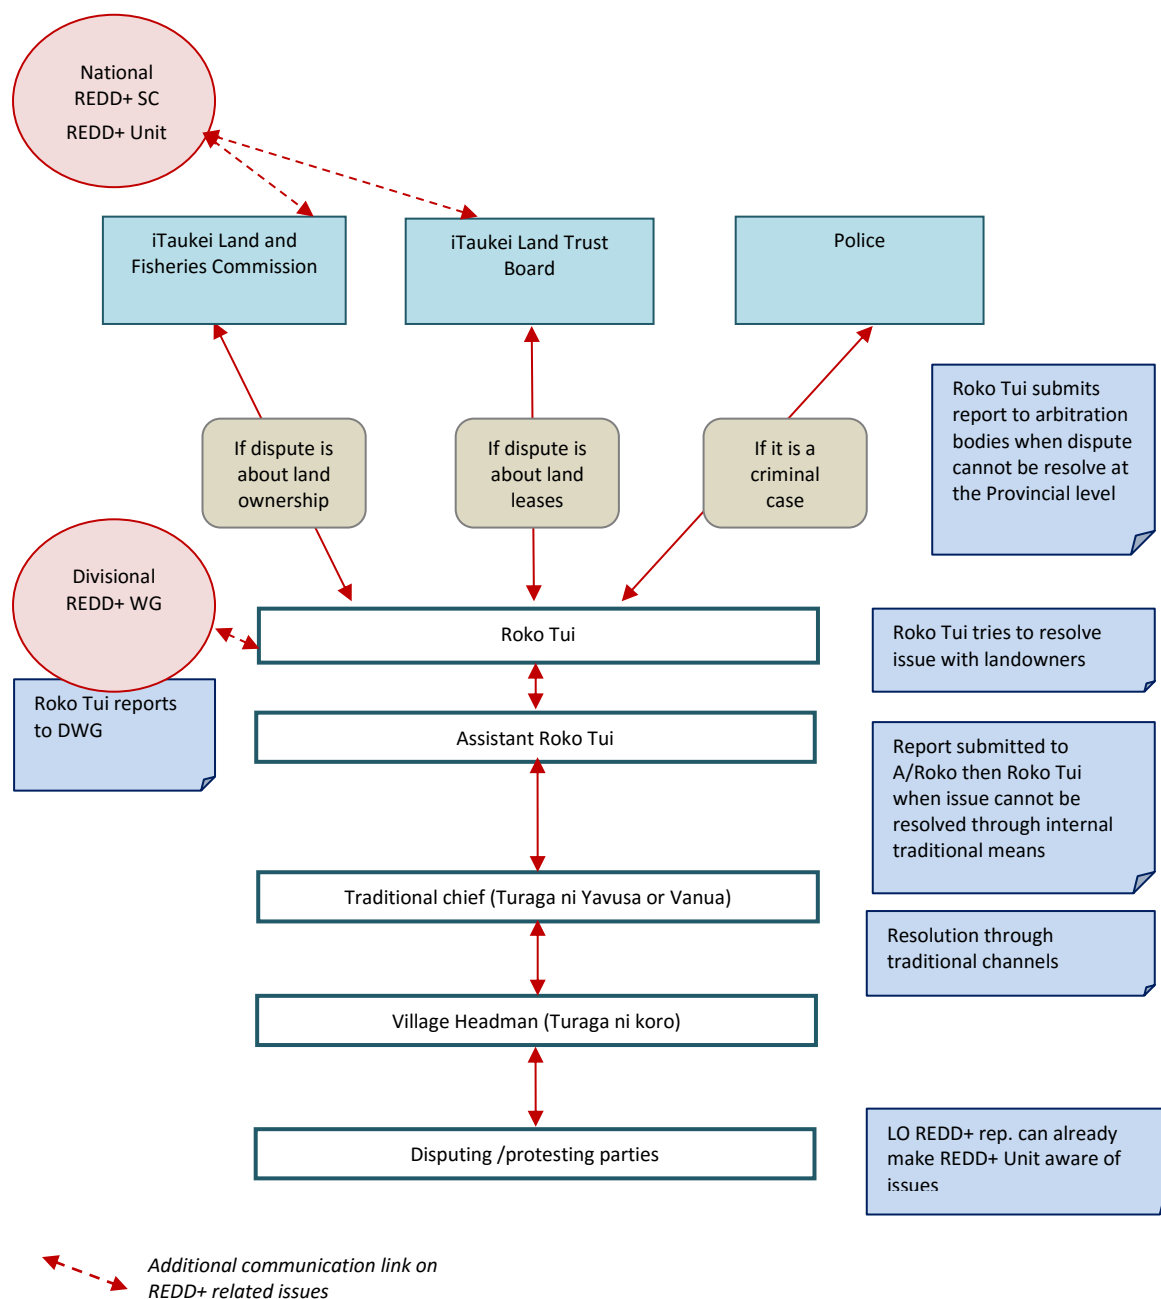 National
REDD+ SC
REDD+ Unit
iTaukei Land and
Fisheries Commission
iTaukei Land Trust
Board
Police
Roko Tui submits
report to arbitration
bodies when dispute
cannot be resolve at
the Provincial level
If dispute is
about land
ownership
If dispute is
about land
leases
If it is a
criminal
case
Divisional
REDD+ WG
Roko Tui
Roko Tui tries to resolve
issue with landowners
Roko Tui reports
to DWG
Assistant Roko Tui
Report submitted to
A/Roko then Roko Tui
when issue cannot be
resolved through internal
traditional means
Traditional chief (Turaga ni Yavusa or Vanua)
Resolution through
traditional channels
Village Headman (Turaga ni koro)
Disputing /protesting parties
LO REDD+ rep. can already
make REDD+ Unit aware of
issues
Additional communication link on
REDD+ related issues